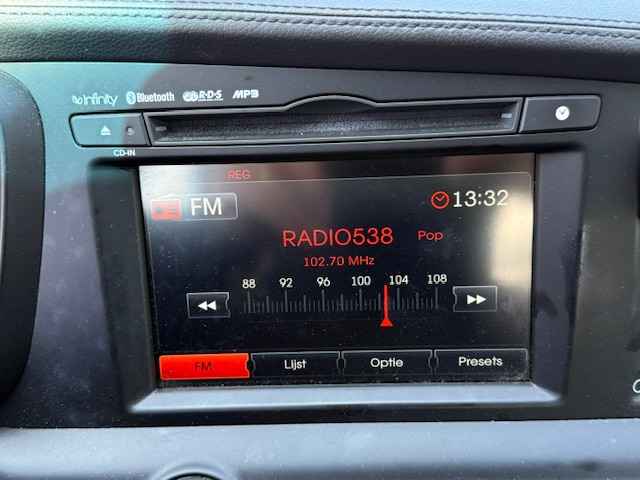 infinity Bluetooth R·D·S MP3
CD-IN
REG
FM 13:32
RADIO538 Pop
102.70 MHz
88 92 96 100 104 108
FM Lijst Optie Presets